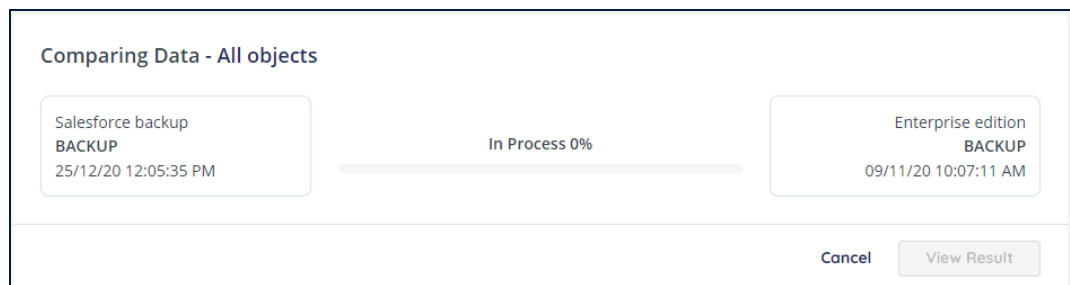 Comparing Data - All objects
Salesforce backup
BACKUP
25/12/20 12:05:35 PM
In Process 0%
Enterprise edition
BACKUP
09/11/20 10:07:11 AM
Cancel
View Result